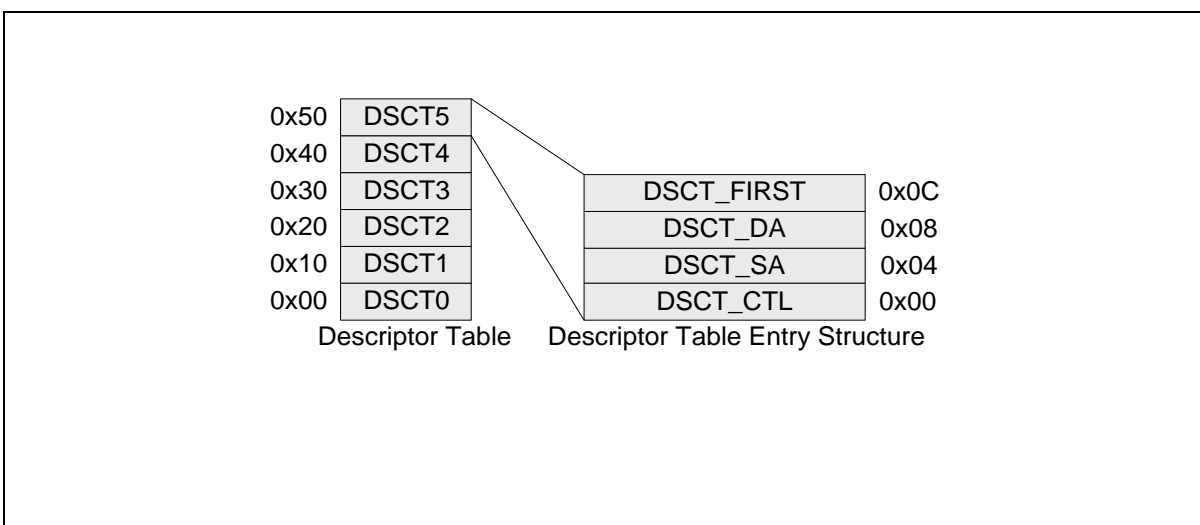 0x50 DSCT5
0x40 DSCT4
0x30 DSCT3 DSCT_FIRST 0x0C
0x20 DSCT2 DSCT_DA 0x08
0x10 DSCT1 DSCT_SA 0x04
0x00 DSCT0 DSCT_CTL 0x00
Descriptor Table Descriptor Table Entry Structure